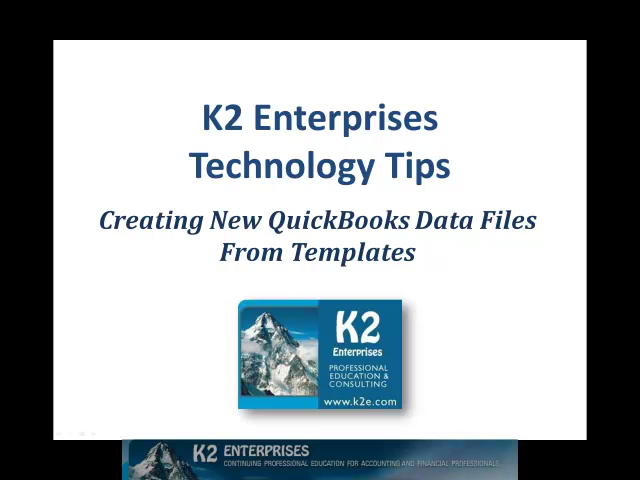 K2 Enterprises
Technology Tips
Creating New QuickBooks Data Files
From Templates
K2
Enterprises
PROFESSIONAL
EDUCATION &
CONSULTING
www.k2e.com
K2 ENTERPRISES
CONTINUING PROFESSIONAL EDUCATION FOR ACCOUNTING AND FINANCIAL PROFESSIONALS